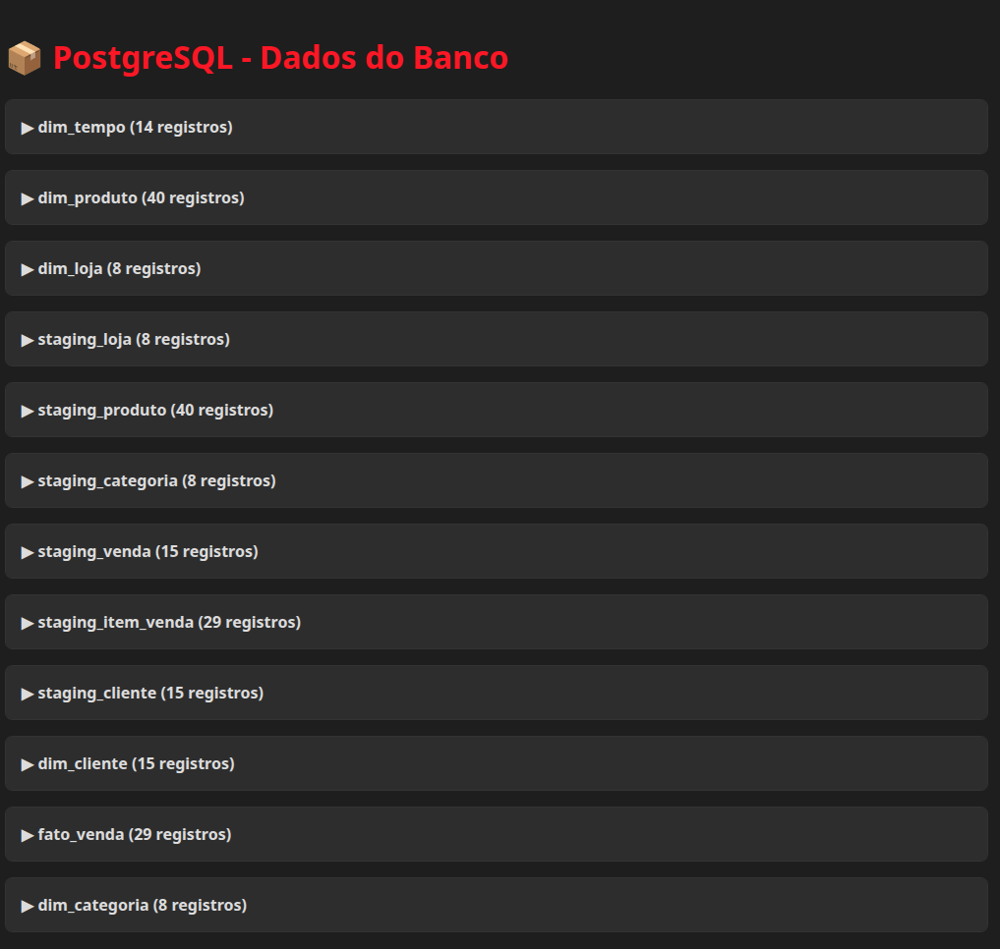 PostgreSQL - Dados do Banco
▶ dim_tempo (14 registros)
▶ dim_produto (40 registros)
▶ dim_loja (8 registros)
▶ staging_loja (8 registros)
▶ staging_produto (40 registros)
▶ staging_categoria (8 registros)
▶ staging_venda (15 registros)
▶ staging_item_venda (29 registros)
▶ staging_cliente (15 registros)
▶ dim_cliente (15 registros)
▶ fato_venda (29 registros)
▶ dim_categoria (8 registros)